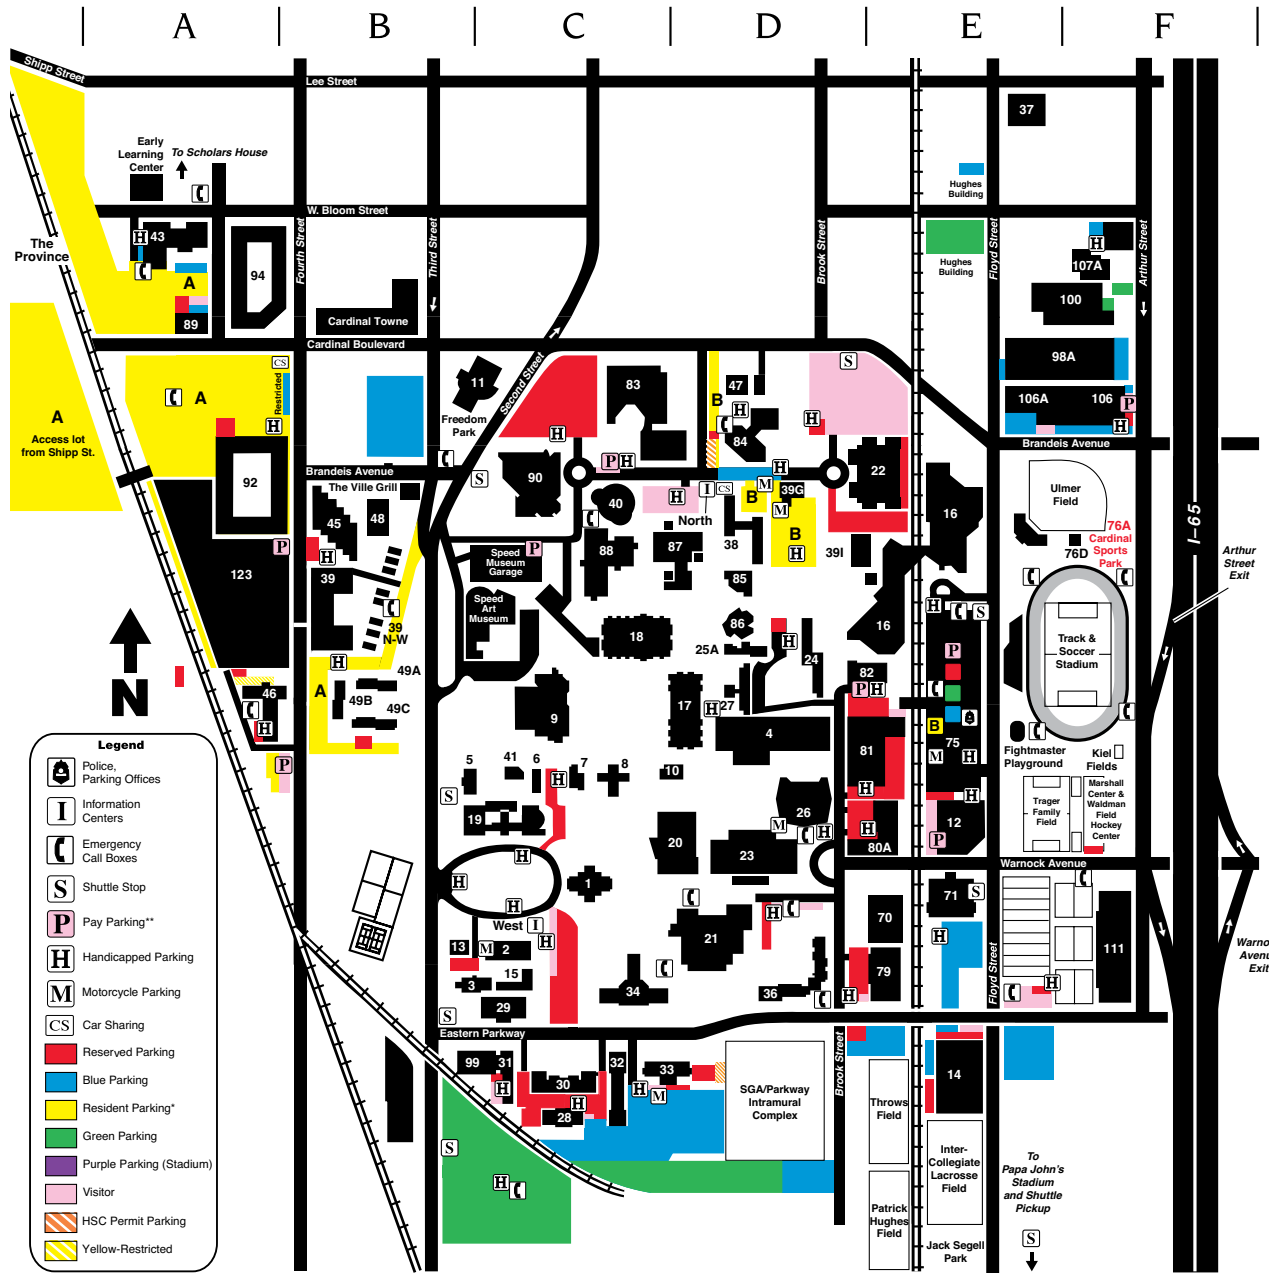 A B C D E F
Shipp Street
Lee Street
37
Early
Learning
Center
To Scholars House
Hughes
Building
W. Bloom Street
The
Province
43
94
A
89
Fourth Street
Third Street
Brook Street
Floyd Street
Arthur Street
Hughes
Building
107A
100
Cardinal Towne
Cardinal Boulevard
98A
106A
106
P
H
CS
Restricted
A
A
Access lot
from Shipp St.
11
Freedom
Park
Second Street
83
47
B
84
S
H
Brandeis Avenue
Brandeis Avenue
The Ville Grill
92
45
48
S
90
P
H
40
H
I
CS
North
M
B
39G
M
B
H
22
16
Ulmer
Field
76A
Cardinal
Sports
Park
76D
I-65
Arthur
Street
Exit
123
P
H
39
39
N-W
Speed
Museum
Garage
P
Speed
Art
Museum
88
87
38
85
39I
16
H
S
N
46
H
P
A
H
49A
49B
49C
18
86
25A
H
24
27
H
17
9
4
82
P
H
81
H
P
B
75
M
H
Track &
Soccer
Stadium
Fightmaster
Playground
Kiel
Fields
Trager
Family
Field
Marshall
Center &
Waldman
Field
Hockey
Center
5
41
6
H
7
8
10
S
19
20
26
M
H
23
H
80A
12
P
H
Warnock Avenue
H
H
H
1
West
I
H
13
M
2
3
15
29
S
34
21
H
36
H
70
79
71
S
H
Floyd Street
111
H
Warnock
Avenue
Exit
Eastern Parkway
99
31
H
30
H
28
32
33
H
M
SGA/Parkway
Intramural
Complex
Brook Street
Throws
Field
14
Inter-
Collegiate
Lacrosse
Field
Patrick
Hughes
Field
Jack Segell
Park
To
Papa John's
Stadium
and Shuttle
Pickup
S
S
H
Legend
Police,
Parking Offices
I
Information
Centers
Emergency
Call Boxes
S
Shuttle Stop
P
Pay Parking**
H
Handicapped Parking
M
Motorcycle Parking
CS
Car Sharing
Reserved Parking
Blue Parking
Resident Parking*
Green Parking
Purple Parking (Stadium)
Visitor
HSC Permit Parking
Yellow-Restricted